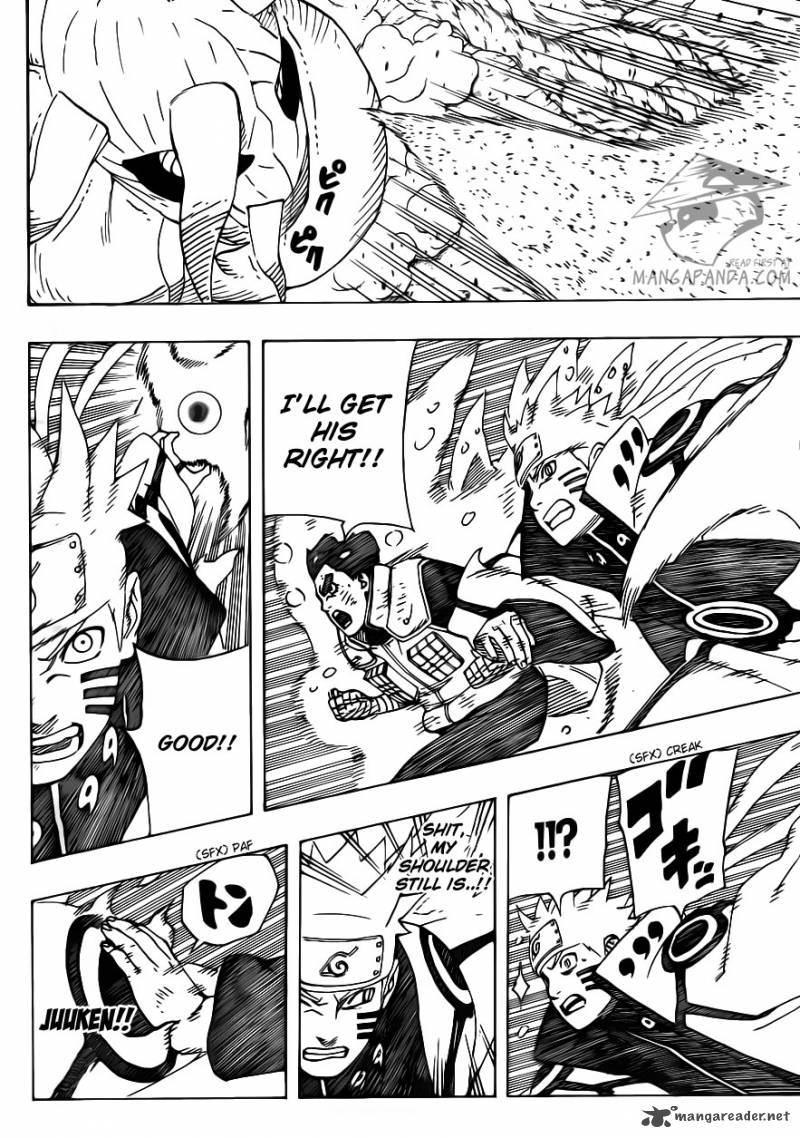 ピクピク
READ FIRST AT
MANGAPANDA.COM
I'LL GET
HIS
RIGHT!!
GOOD!!
(SFX) CREAK
ゴキッ
!!?
SHIT,
MY
SHOULDER
STILL IS..!!
(SFX) PAF
トン
JUUKEN!!
mangareader.net